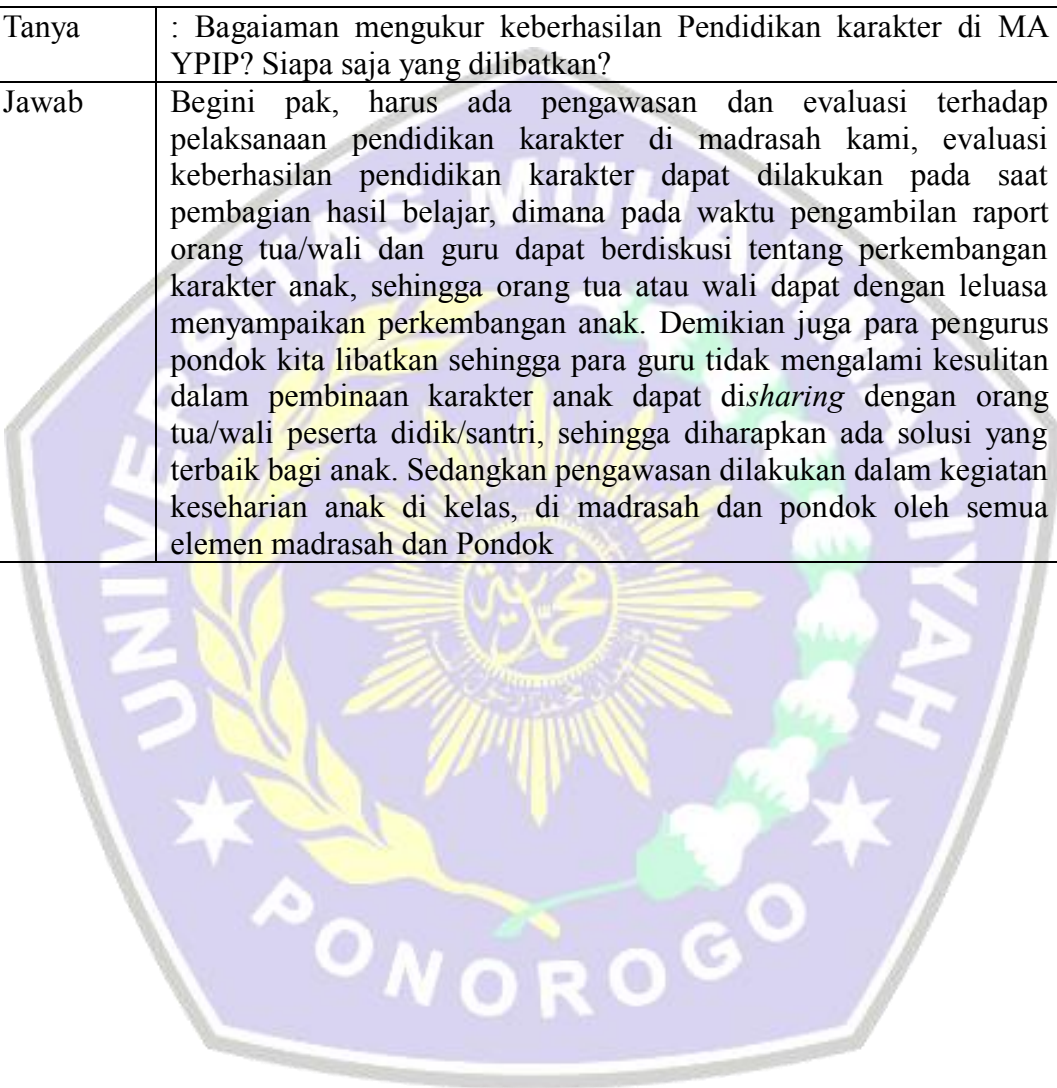 Tanya : Bagaiaman mengukur keberhasilan Pendidikan karakter di MA
YPIP? Siapa saja yang dilibatkan?
Jawab Begini pak, harus ada pengawasan dan evaluasi terhadap
pelaksanaan pendidikan karakter di madrasah kami, evaluasi
keberhasilan pendidikan karakter dapat dilakukan pada saat
pembagian hasil belajar, dimana pada waktu pengambilan raport
orang tua/wali dan guru dapat berdiskusi tentang perkembangan
karakter anak, sehingga orang tua atau wali dapat dengan leluasa
menyampaikan perkembangan anak. Demikian juga para pengurus
pondok kita libatkan sehingga para guru tidak mengalami kesulitan
dalam pembinaan karakter anak dapat disharing dengan orang
tua/wali peserta didik/santri, sehingga diharapkan ada solusi yang
terbaik bagi anak. Sedangkan pengawasan dilakukan dalam kegiatan
keseharian anak di kelas, di madrasah dan pondok oleh semua
elemen madrasah dan Pondok
UNIVERSITAS MUHAMMADIYAH
PONOROGO